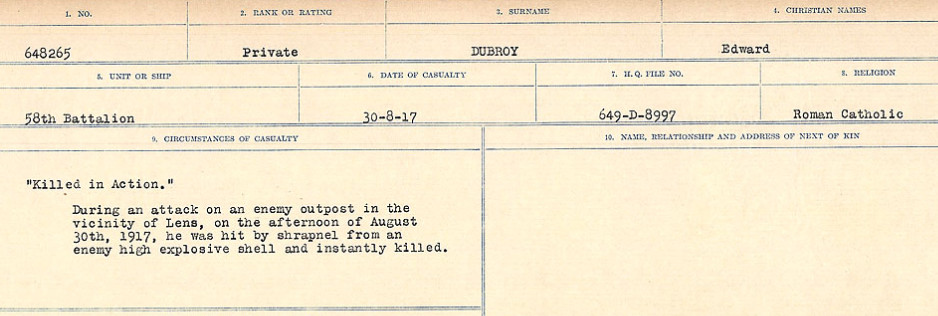 1. NO. 2. RANK OR RATING 3. SURNAME 4. CHRISTIAN NAMES
648265 Private DUBROY Edward
5. UNIT OR SHIP 6. DATE OF CASUALTY 7. H. Q. FILE NO. 8. RELIGION
58th Battalion 30-8-17 649-D-8997 Roman Catholic
9. CIRCUMSTANCES OF CASUALTY 10. NAME, RELATIONSHIP AND ADDRESS OF NEXT OF KIN
"Killed in Action."
During an attack on an enemy outpost in the
vicinity of Lens, on the afternoon of August
30th, 1917, he was hit by shrapnel from an
enemy high explosive shell and instantly killed.